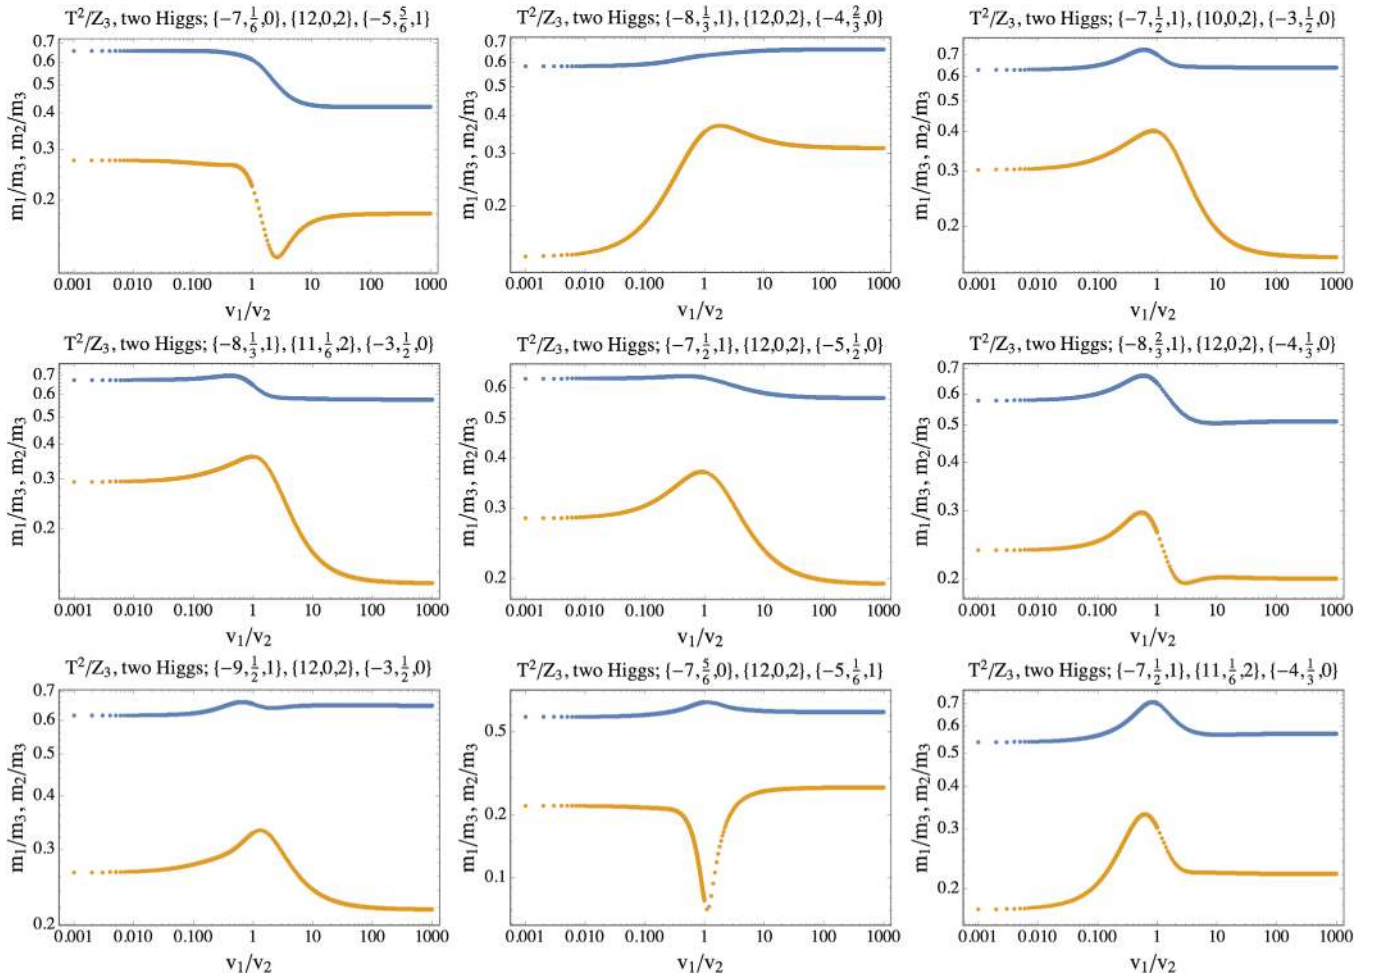 T²/Z₃, two Higgs; {−7,1/6,0}, {12,0,2}, {−5,5/6,1}
0.7
0.6
0.5
0.4
0.3
0.2
m₁/m₃, m₂/m₃
0.001 0.010 0.100 1 10 100 1000
v₁/v₂
T²/Z₃, two Higgs; {−8,1/3,1}, {12,0,2}, {−4,2/3,0}
0.7
0.6
0.5
0.4
0.3
0.2
m₁/m₃, m₂/m₃
0.001 0.010 0.100 1 10 100 1000
v₁/v₂
T²/Z₃, two Higgs; {−7,1/2,1}, {10,0,2}, {−3,1/2,0}
0.7
0.6
0.5
0.4
0.3
0.2
m₁/m₃, m₂/m₃
0.001 0.010 0.100 1 10 100 1000
v₁/v₂
T²/Z₃, two Higgs; {−8,1/3,1}, {11,1/6,2}, {−3,1/2,0}
0.7
0.6
0.5
0.4
0.3
0.2
m₁/m₃, m₂/m₃
0.001 0.010 0.100 1 10 100 1000
v₁/v₂
T²/Z₃, two Higgs; {−7,1/2,1}, {12,0,2}, {−5,1/2,0}
0.6
0.5
0.4
0.3
0.2
m₁/m₃, m₂/m₃
0.001 0.010 0.100 1 10 100 1000
v₁/v₂
T²/Z₃, two Higgs; {−8,2/3,1}, {12,0,2}, {−4,1/3,0}
0.7
0.6
0.5
0.4
0.3
0.2
m₁/m₃, m₂/m₃
0.001 0.010 0.100 1 10 100 1000
v₁/v₂
T²/Z₃, two Higgs; {−9,1/2,1}, {12,0,2}, {−3,1/2,0}
0.7
0.6
0.5
0.4
0.3
0.2
m₁/m₃, m₂/m₃
0.001 0.010 0.100 1 10 100 1000
v₁/v₂
T²/Z₃, two Higgs; {−7,5/6,0}, {12,0,2}, {−5,1/6,1}
0.5
0.2
0.1
m₁/m₃, m₂/m₃
0.001 0.010 0.100 1 10 100 1000
v₁/v₂
T²/Z₃, two Higgs; {−7,1/2,1}, {11,1/6,2}, {−4,1/3,0}
0.7
0.6
0.5
0.4
0.3
0.2
m₁/m₃, m₂/m₃
0.001 0.010 0.100 1 10 100 1000
v₁/v₂